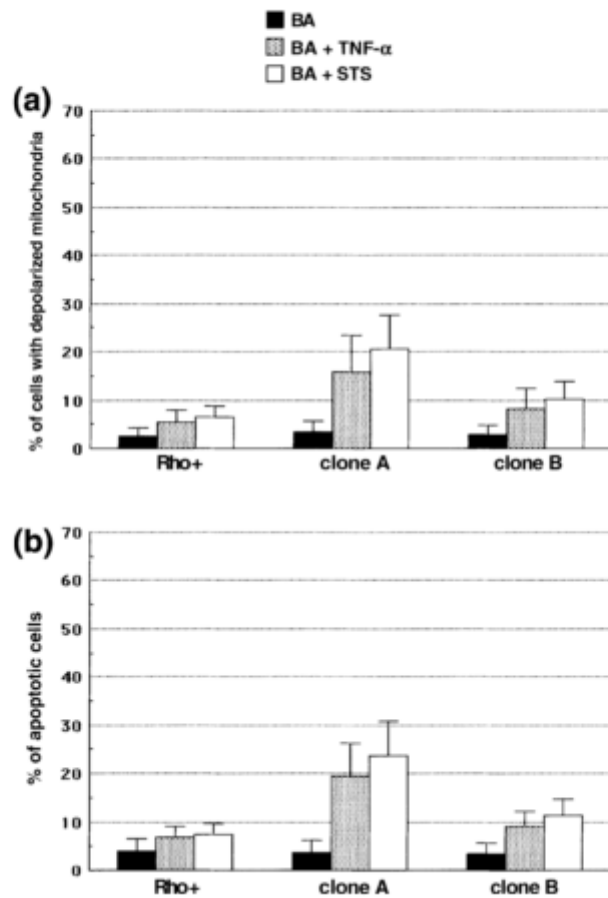 BA
BA + TNF-α
BA + STS
(a)
% of cells with depolarized mitochondria
70
60
50
40
30
20
10
0
Rho+ clone A clone B
(b)
% of apoptotic cells
70
60
50
40
30
20
10
0
Rho+ clone A clone B